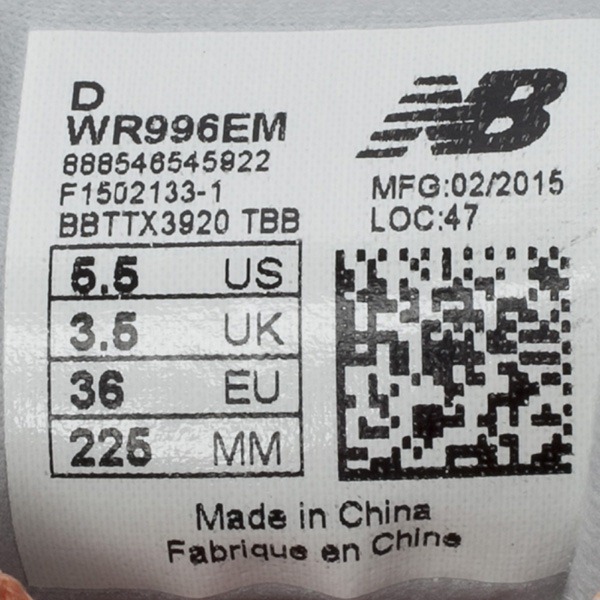 D
WR996EM
888546545922
F1502133-1
BBTTX3920 TBB
NB
MFG:02/2015
LOC:47
5.5 US
3.5 UK
36 EU
225 MM
Made in China
Fabrique en Chine